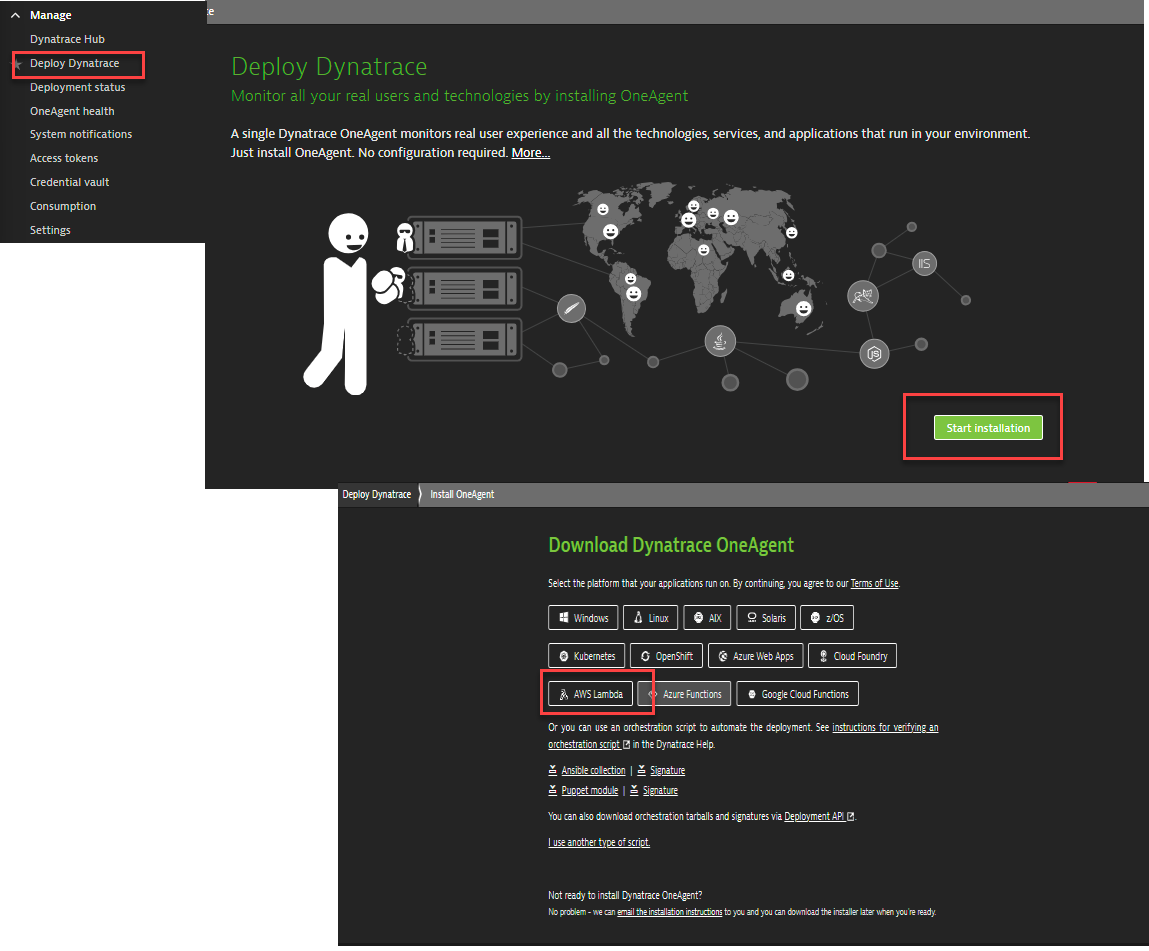 Manage
Dynatrace Hub
Deploy Dynatrace
Deployment status
OneAgent health
System notifications
Access tokens
Credential vault
Consumption
Settings
ce
Deploy Dynatrace
Monitor all your real users and technologies by installing OneAgent
A single Dynatrace OneAgent monitors real user experience and all the technologies, services, and applications that run in your environment.
Just install OneAgent. No configuration required. More...
IIS
JS
Start installation
Deploy Dynatrace Install OneAgent
Download Dynatrace OneAgent
Select the platform that your applications run on. By continuing, you agree to our Terms of Use.
Windows Linux AIX Solaris z/OS
Kubernetes OpenShift Azure Web Apps Cloud Foundry
AWS Lambda Azure Functions Google Cloud Functions
Or you can use an orchestration script to automate the deployment. See instructions for verifying an
orchestration script in the Dynatrace Help.
Ansible collection | Signature
Puppet module | Signature
You can also download orchestration tarballs and signatures via Deployment API.
I use another type of script.
Not ready to install Dynatrace OneAgent?
No problem - we can email the installation instructions to you and you can download the installer later when you're ready.